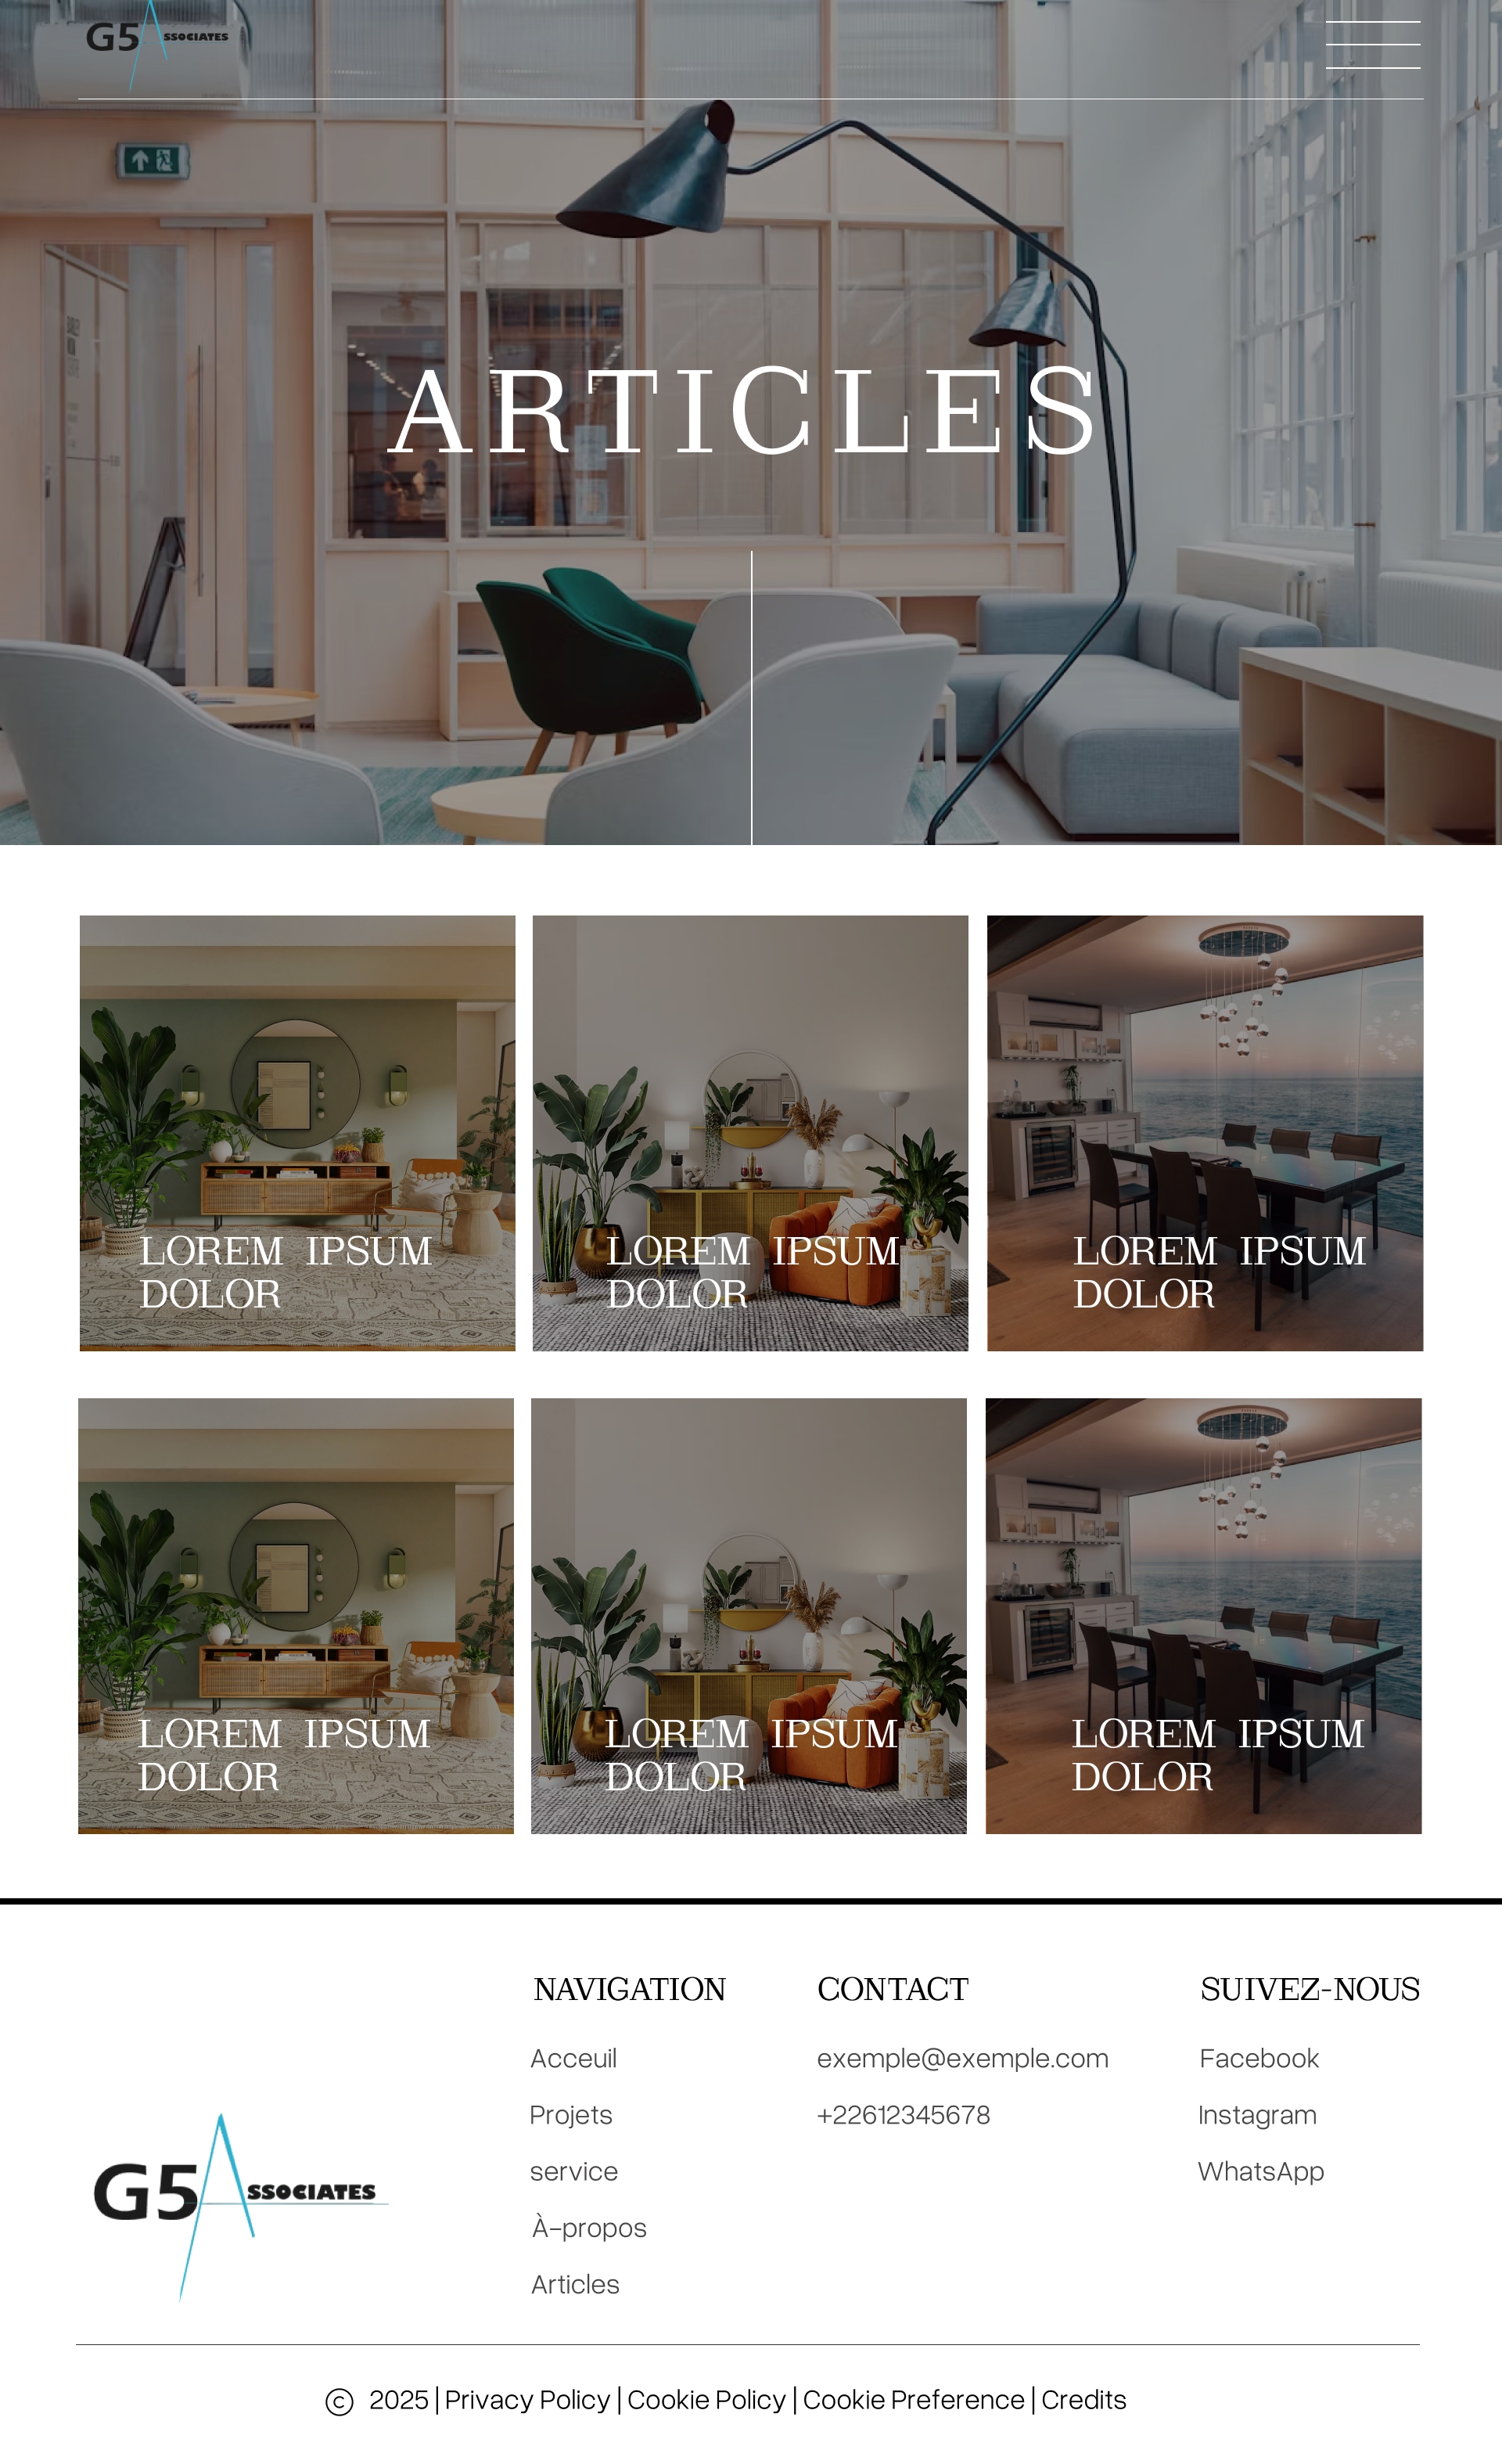 G5 Associates
ARTICLES
LOREM IPSUM
DOLOR
LOREM IPSUM
DOLOR
LOREM IPSUM
DOLOR
LOREM IPSUM
DOLOR
LOREM IPSUM
DOLOR
LOREM IPSUM
DOLOR
G5 ASSOCIATES
NAVIGATION
Acceuil
Projets
service
À-propos
Articles
CONTACT
exemple@exemple.com
+22612345678
SUIVEZ-NOUS
Facebook
Instagram
WhatsApp
© 2025 | Privacy Policy | Cookie Policy | Cookie Preference | Credits